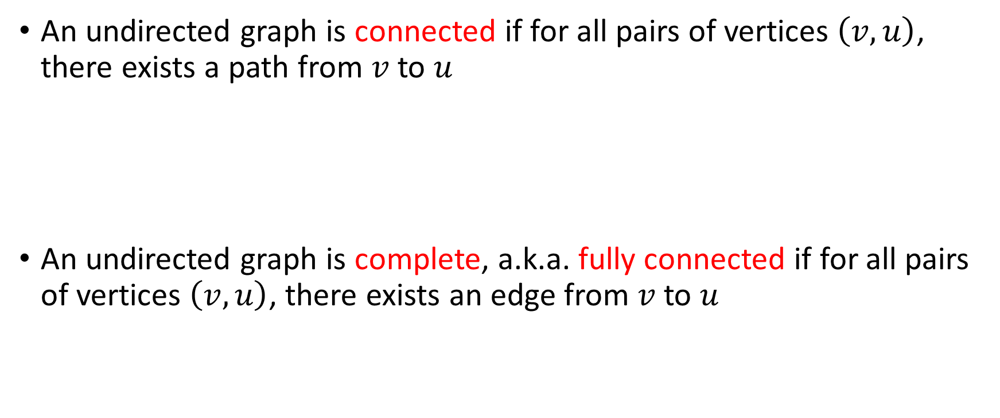 • An undirected graph is connected if for all pairs of vertices (v, u),
there exists a path from v to u
• An undirected graph is complete, a.k.a. fully connected if for all pairs
of vertices (v, u), there exists an edge from v to u